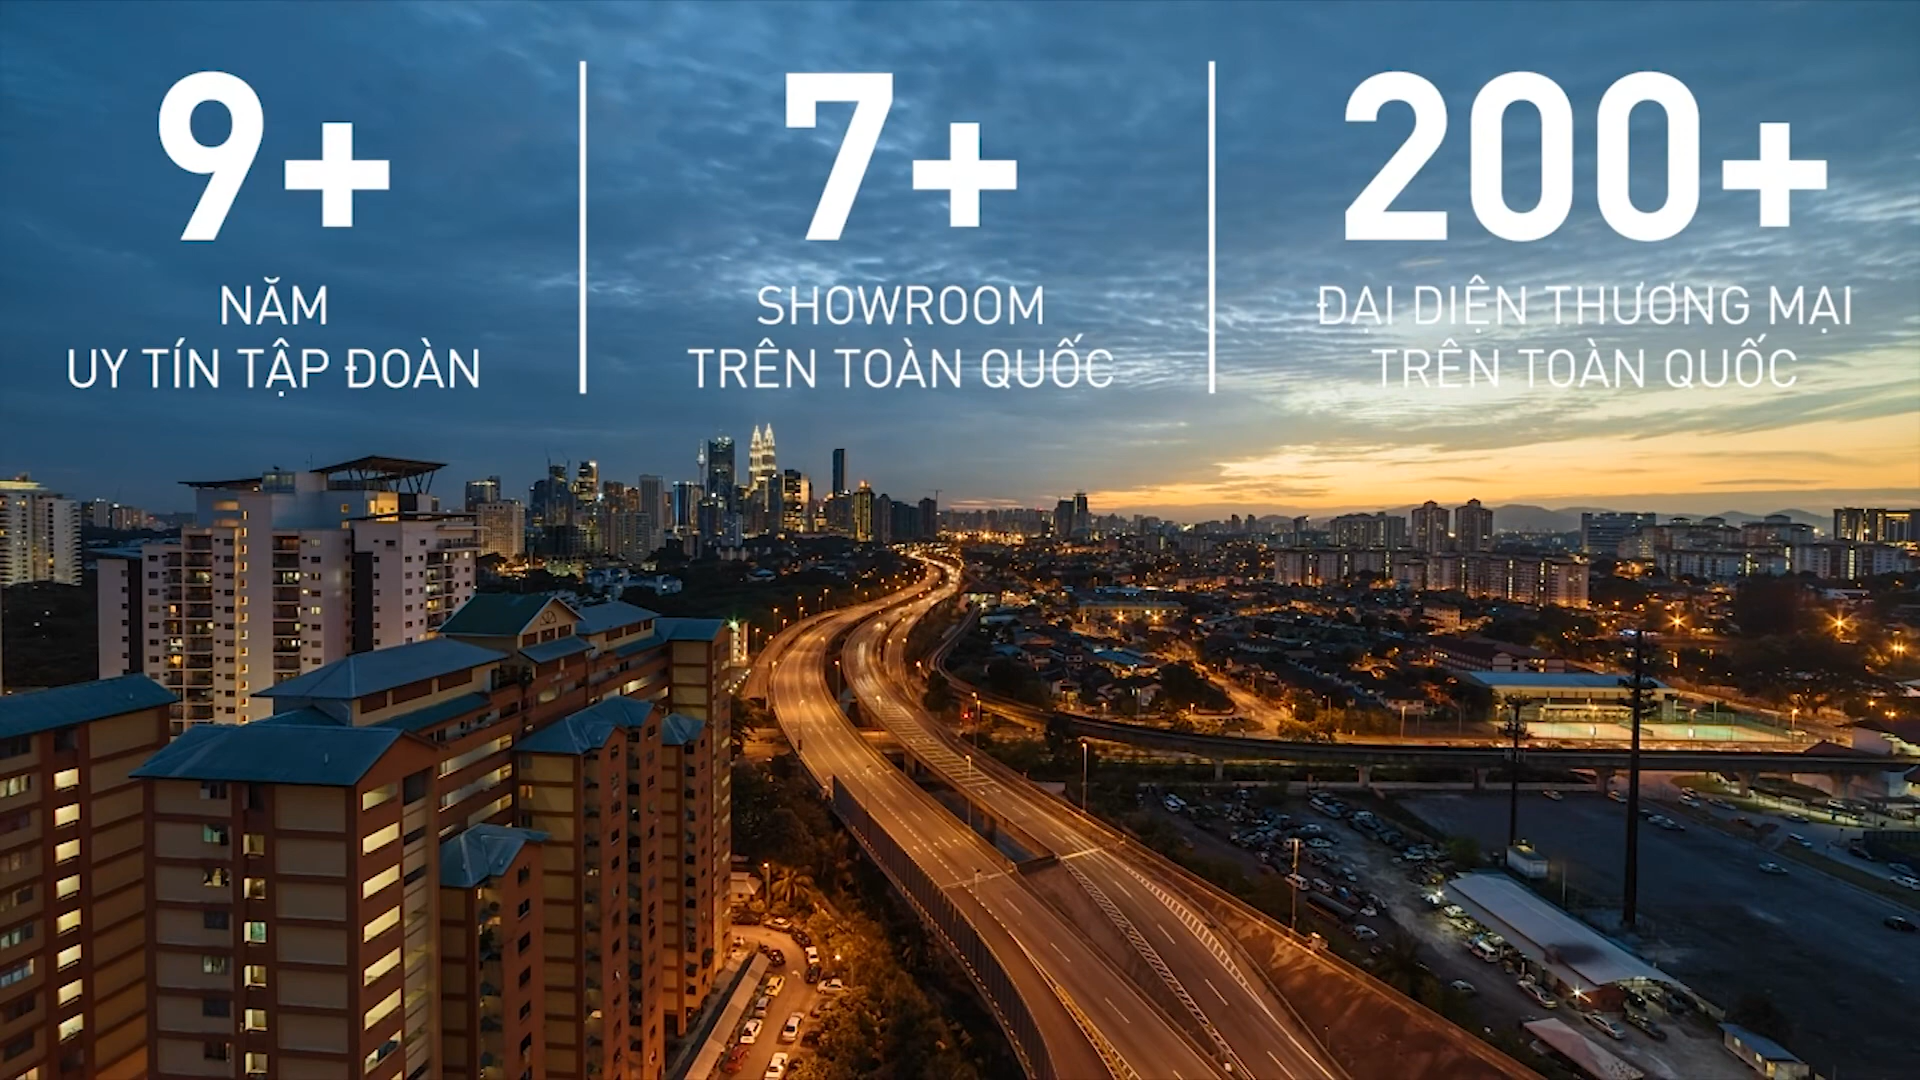 9+
NĂM
UY TÍN TẬP ĐOÀN
7+
SHOWROOM
TRÊN TOÀN QUỐC
200+
ĐẠI DIỆN THƯƠNG MẠI
TRÊN TOÀN QUỐC